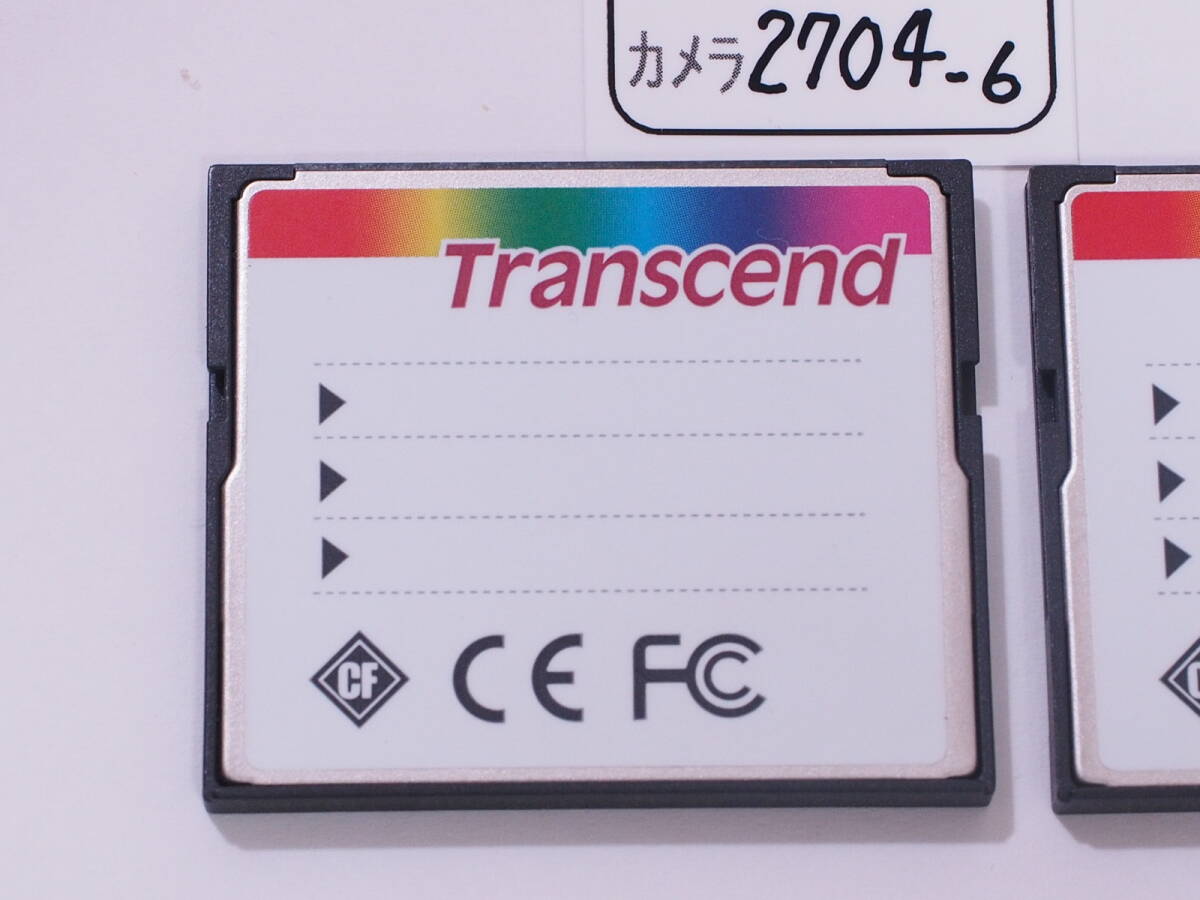 カメラ2704-6
Transcend
CF CE FC